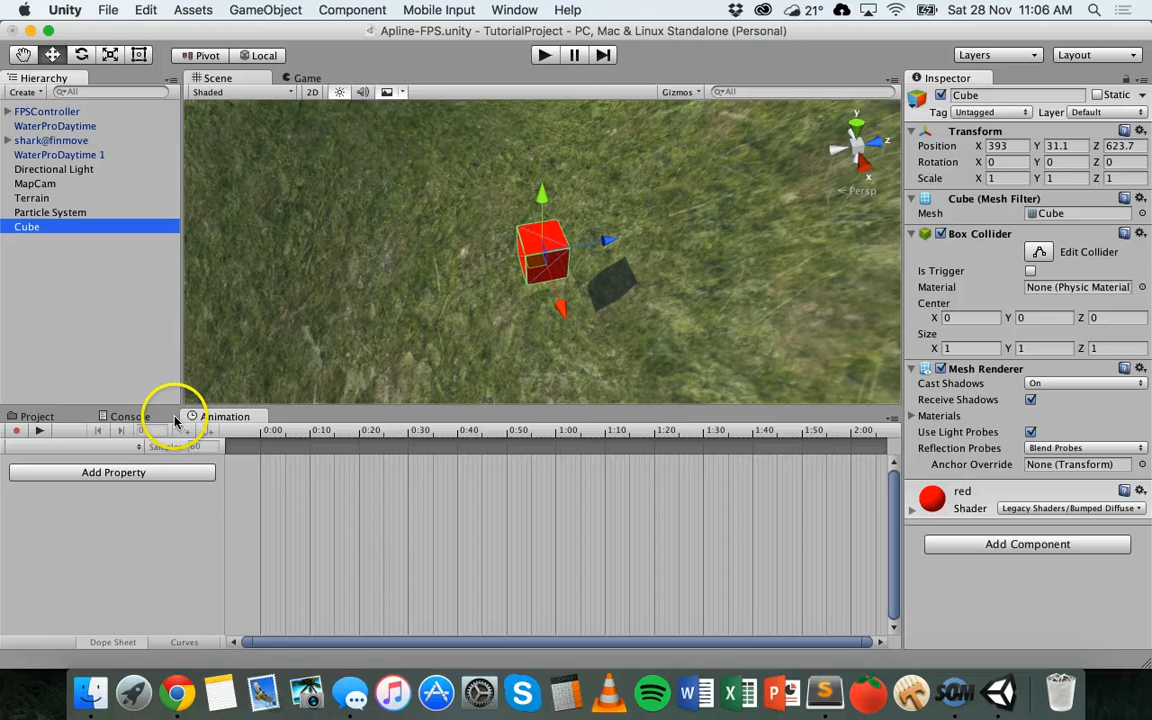 Unity File Edit Assets GameObject Component Mobile Input Window Help 21° Sat 28 Nov 11:06 AM
Apline-FPS.unity - TutorialProject - PC, Mac & Linux Standalone (Personal)
Pivot Local Layers Layout
Hierarchy Scene Game Inspector
Create All Shaded 2D Gizmos All Cube Static
Tag Untagged Layer Default
FPSController
WaterProDaytime
shark@finmove
WaterProDaytime 1
Directional Light
MapCam
Terrain
Particle System
Cube
y
z
x
Persp
Transform
Position X 393 Y 31.1 Z 623.7
Rotation X 0 Y 0 Z 0
Scale X 1 Y 1 Z 1
Cube (Mesh Filter)
Mesh Cube
Box Collider
Edit Collider
Is Trigger
Material None (Physic Material
Center
X 0 Y 0 Z 0
Size
X 1 Y 1 Z 1
Mesh Renderer
Cast Shadows On
Receive Shadows
Materials
Use Light Probes
Reflection Probes Blend Probes
Anchor Override None (Transform)
red
Shader Legacy Shaders/Bumped Diffuse
Add Component
Project Console Animation
0:00 0:10 0:20 0:30 0:40 0:50 1:00 1:10 1:20 1:30 1:40 1:50 2:00
Add Property
Dope Sheet Curves